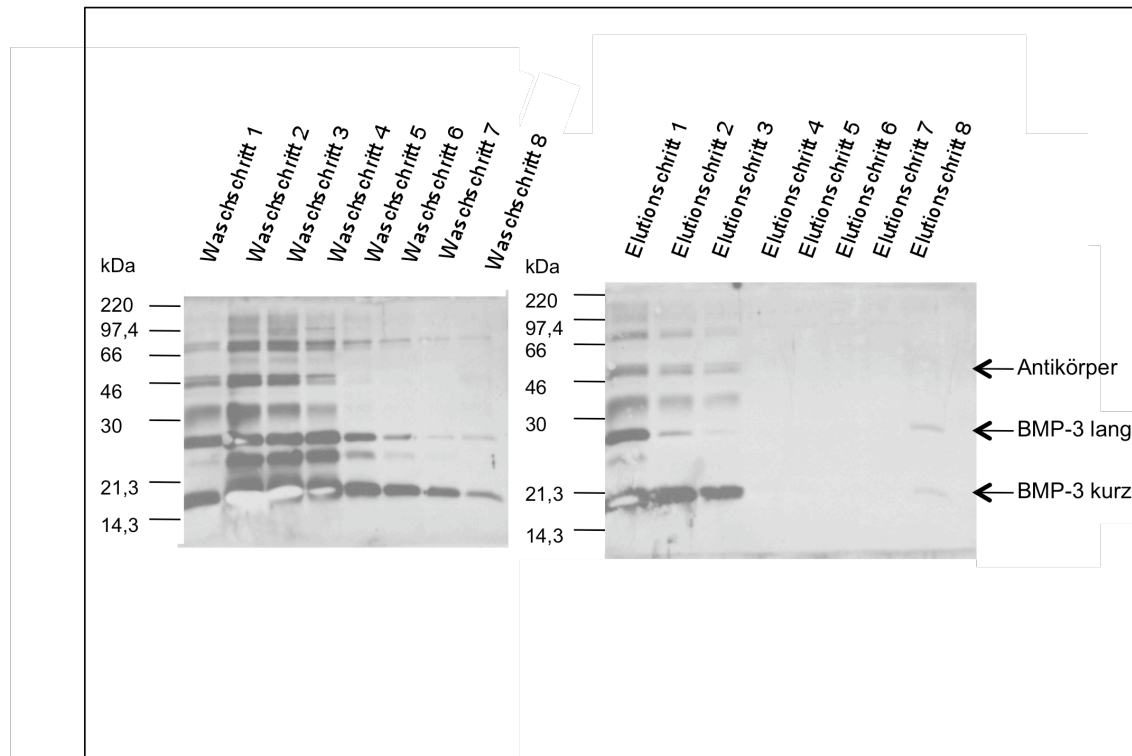 Waschschritt 1
Waschschritt 2
Waschschritt 3
Waschschritt 4
Waschschritt 5
Waschschritt 6
Waschschritt 7
Waschschritt 8
kDa
220
97,4
66
46
30
21,3
14,3
Elutionschritt 1
Elutionschritt 2
Elutionschritt 3
Elutionschritt 4
Elutionschritt 5
Elutionschritt 6
Elutionschritt 7
Elutionschritt 8
kDa
220
97,4
66
46
30
21,3
14,3
Antikörper
BMP-3 lang
BMP-3 kurz